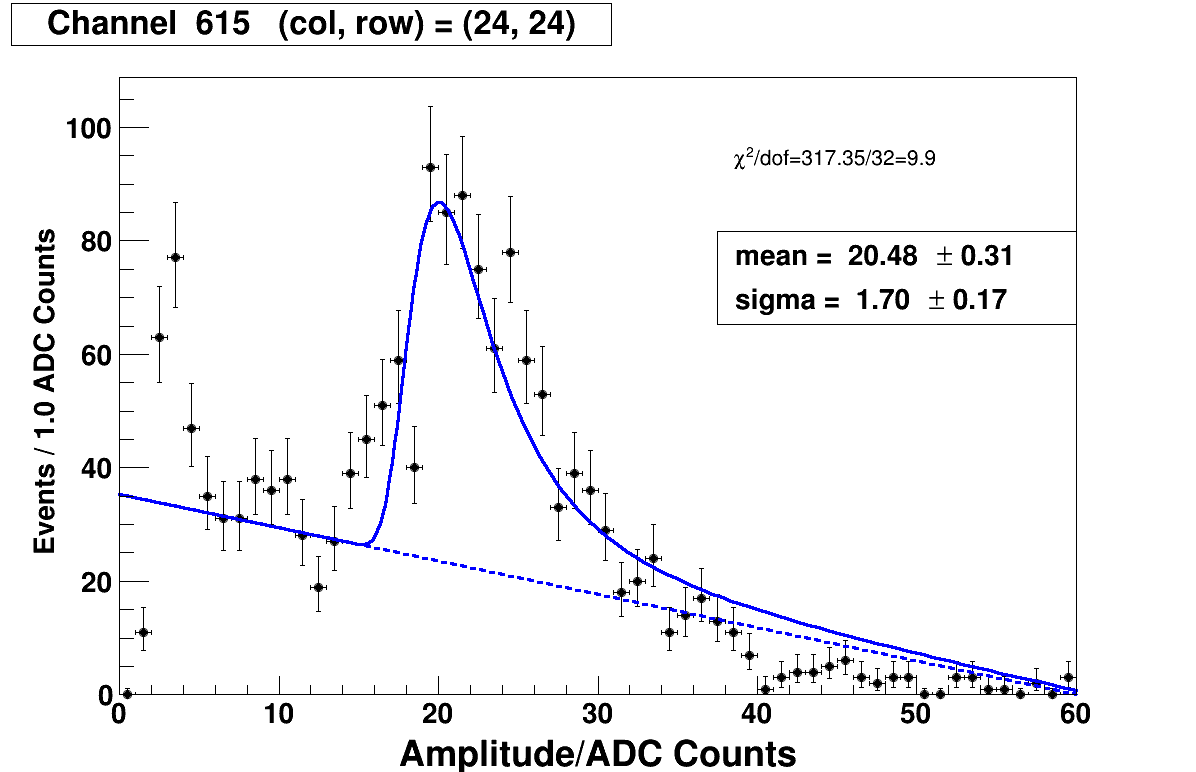 Channel 615 (col, row) = (24, 24)
χ²/dof=317.35/32=9.9
mean = 20.48 ± 0.31
sigma = 1.70 ± 0.17
Events / 1.0 ADC Counts
100
80
60
40
20
0
0 10 20 30 40 50 60
Amplitude/ADC Counts